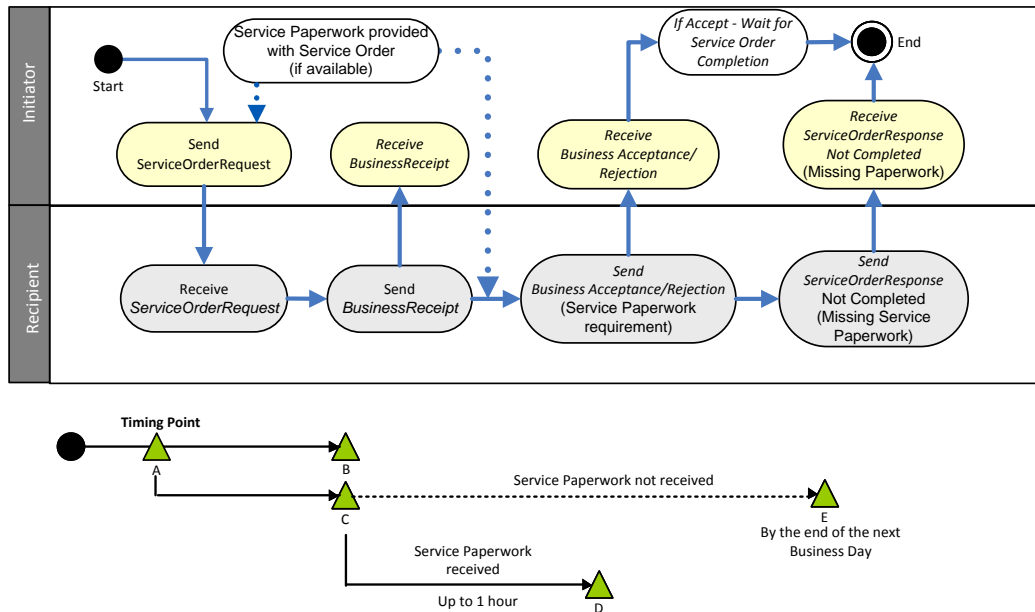 Initiator
Start
Service Paperwork provided
with Service Order
(if available)
If Accept - Wait for
Service Order
Completion
End
Send
ServiceOrderRequest
Receive
BusinessReceipt
Receive
Business Acceptance/
Rejection
Receive
ServiceOrderResponse
Not Completed
(Missing Paperwork)
Recipient
Receive
ServiceOrderRequest
Send
BusinessReceipt
Send
Business Acceptance/Rejection
(Service Paperwork
requirement)
Send
ServiceOrderResponse
Not Completed
(Missing Service
Paperwork)
Timing Point
A
B
C
Service Paperwork not received
E
By the end of the next
Business Day
Service Paperwork
received
Up to 1 hour
D